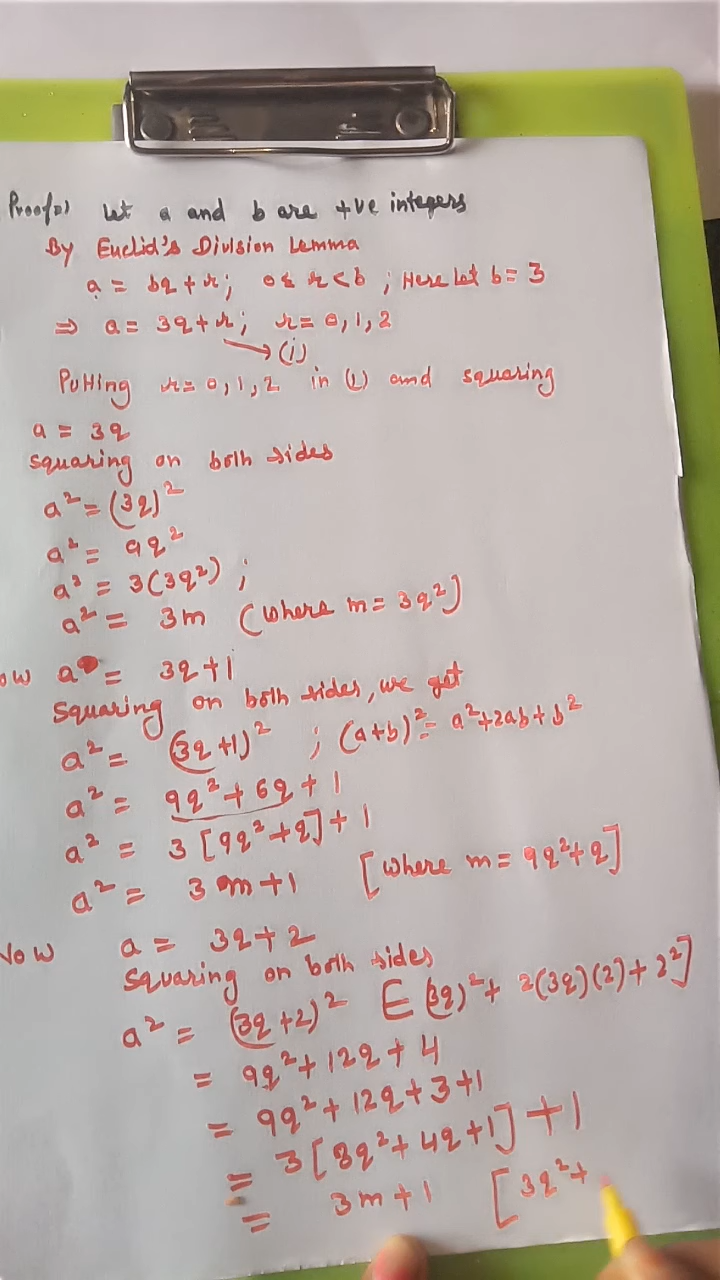 Proof=) Let a and b are +ve integers
By Euclid's Division Lemma
a = bq + r; 0 ≤ r < b ; Here Let b = 3
⇒ a = 3q + r; r = 0, 1, 2
→ (i)
Putting r = 0, 1, 2 in (i) and squaring
a = 3q
squaring on both sides
a² = (3q)²
a² = 9q²
a² = 3(3q²) ;
a² = 3m (where m = 3q²)
ow a = 3q + 1
Squaring on both sides, we get
a² = (3q + 1)² ; (a+b)² = a² + 2ab + b²
a² = 9q² + 6q + 1
a² = 3 [9q² + q] + 1
a² = 3m + 1 [where m = 9q² + q]
Now a = 3q + 2
Squaring on both sides
a² = (3q + 2)² [(3q)² + 2(3q)(2) + 2²]
= 9q² + 12q + 4
= 9q² + 12q + 3 + 1
= 3[3q² + 4q + 1] + 1
= 3m + 1 [3q² +